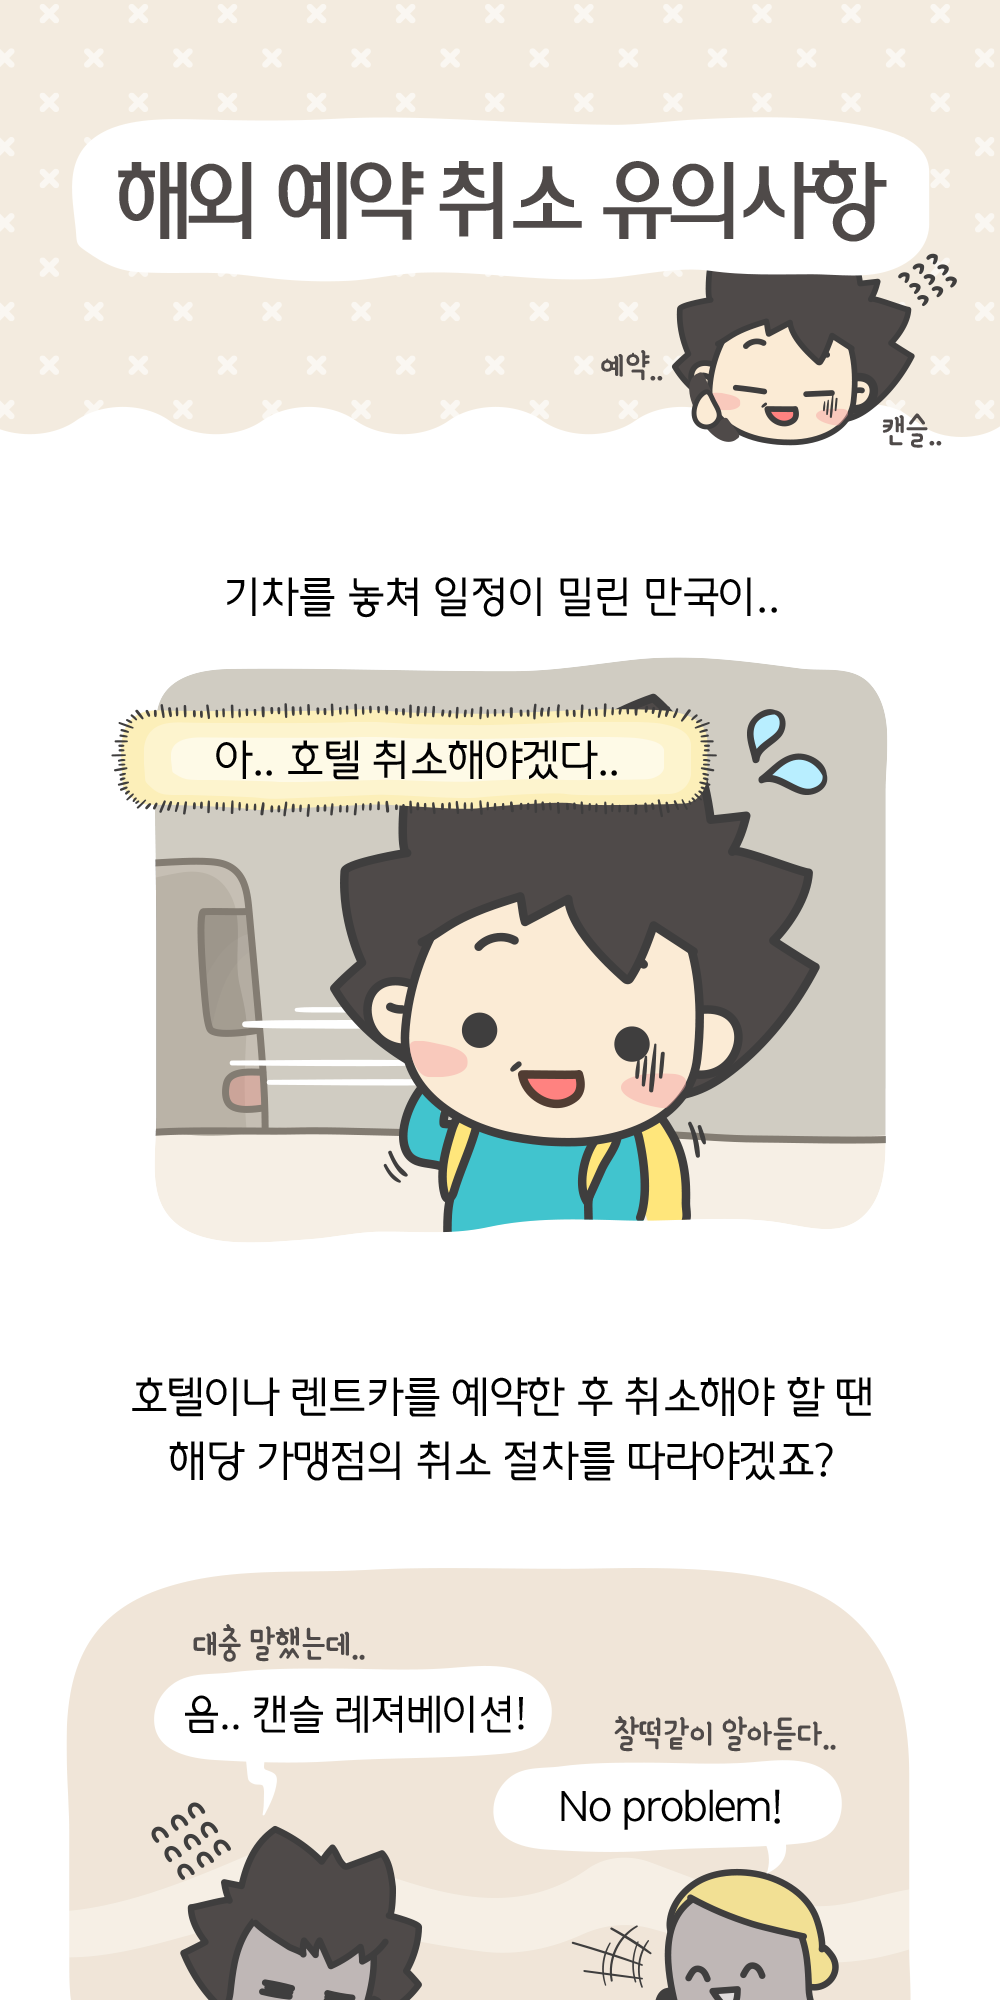 해외 예약 취소 유의사항
예약..
캔슬..
기차를 놓쳐 일정이 밀린 만국이..
아.. 호텔 취소해야겠다..
호텔이나 렌트카를 예약한 후 취소해야 할 땐
해당 가맹점의 취소 절차를 따라야겠죠?
대충 말했는데..
음.. 캔슬 레져베이션!
찰떡같이 알아듣다..
No problem!